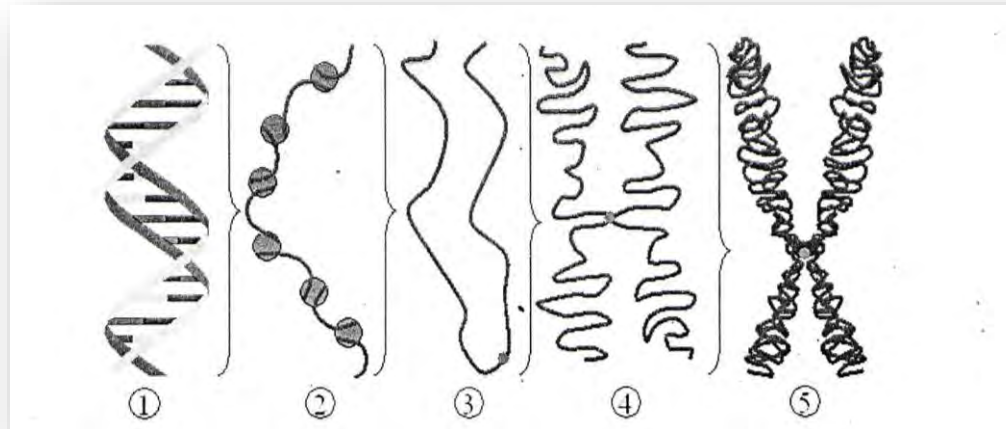 ① ② ③ ④ ⑤